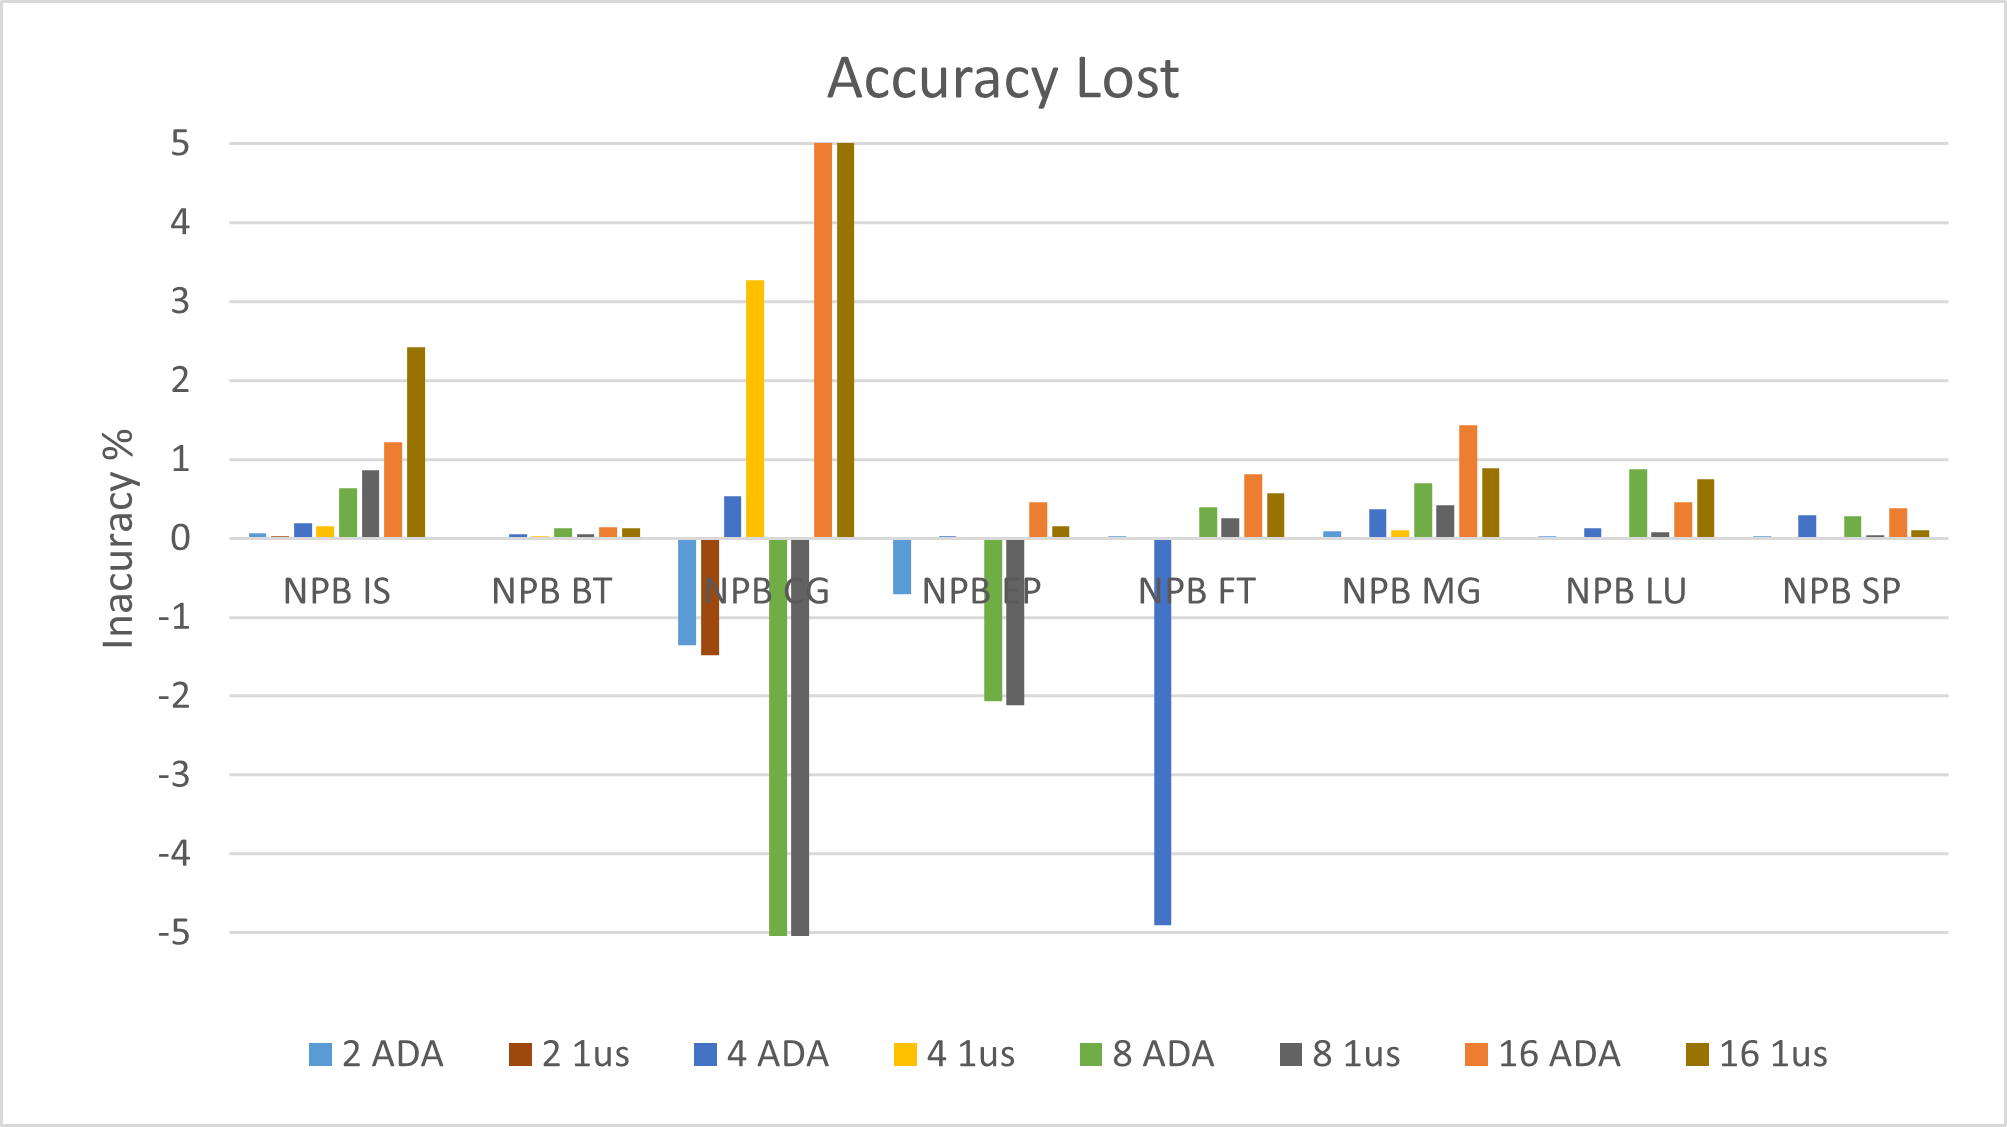 Accuracy Lost
5
4
3
2
1
0
-1
-2
-3
-4
-5
Inacuracy %
NPB IS NPB BT NPB CG NPB EP NPB FT NPB MG NPB LU NPB SP
2 ADA 2 1us 4 ADA 4 1us 8 ADA 8 1us 16 ADA 16 1us